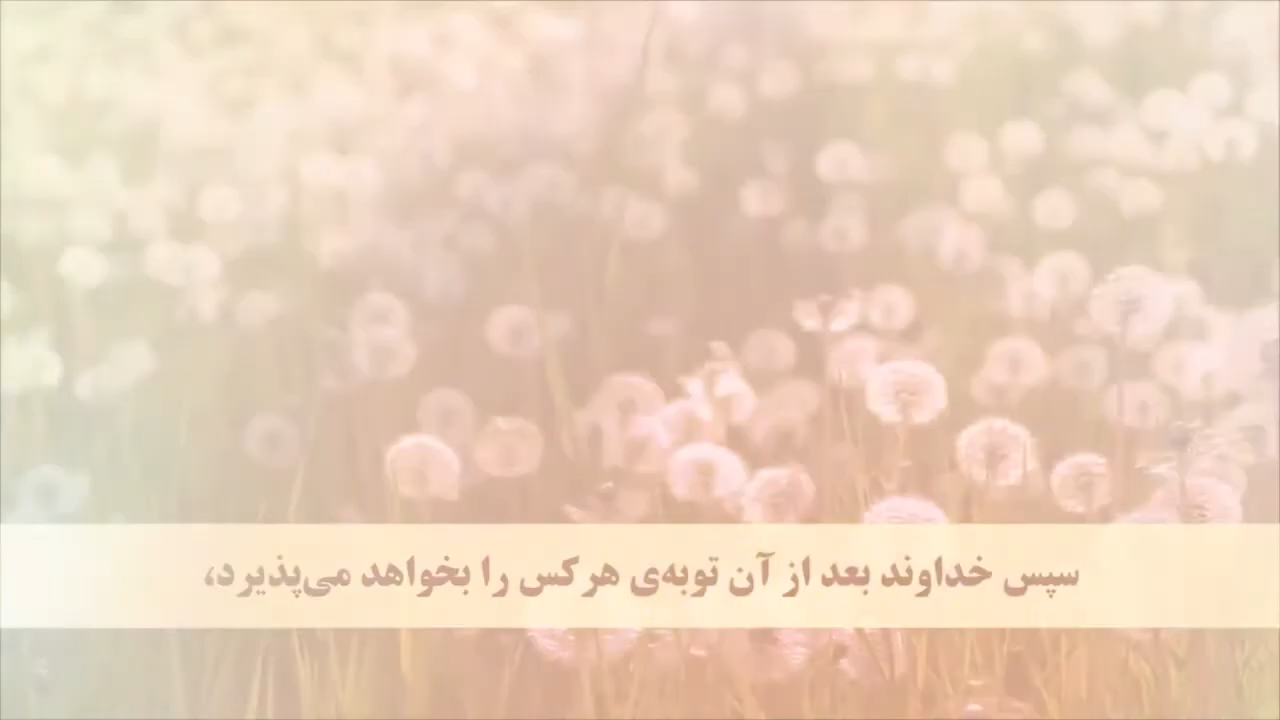 سپس خداوند بعد از آن توبه‌ی هرکس را بخواهد می‌پذیرد،